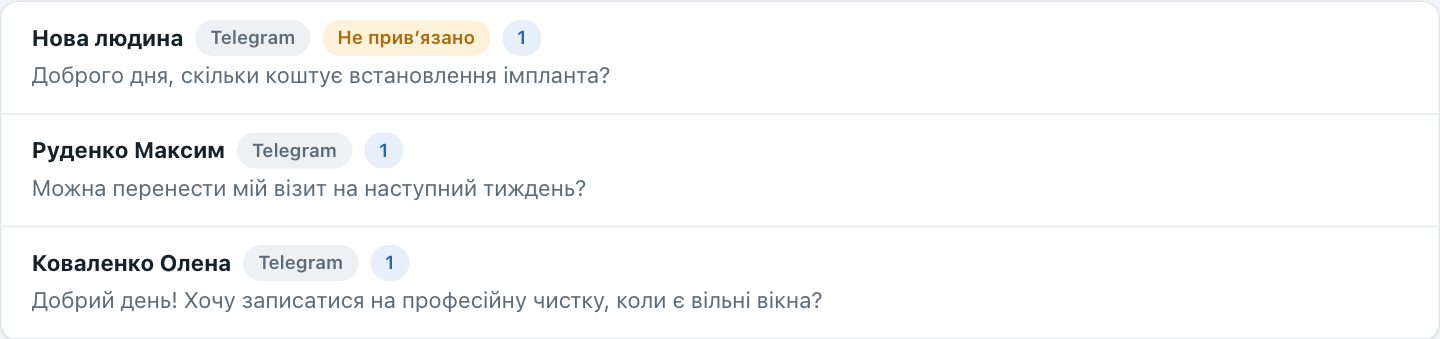 Нова людина Telegram Не прив’язано 1
Доброго дня, скільки коштує встановлення імпланта?
Руденко Максим Telegram 1
Можна перенести мій візит на наступний тиждень?
Коваленко Олена Telegram 1
Добрий день! Хочу записатися на професійну чистку, коли є вільні вікна?